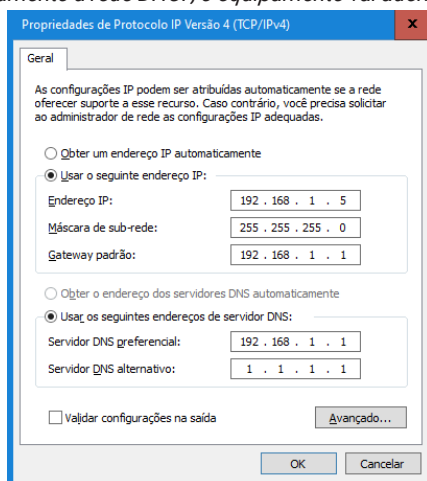 Propriedades de Protocolo IP Versão 4 (TCP/IPv4)
x
Geral
As configurações IP podem ser atribuídas automaticamente se a rede
oferecer suporte a esse recurso. Caso contrário, você precisa solicitar
ao administrador de rede as configurações IP adequadas.
Obter um endereço IP automaticamente
Usar o seguinte endereço IP:
Endereço IP: 192 . 168 . 1 . 5
Máscara de sub-rede: 255 . 255 . 255 . 0
Gateway padrão: 192 . 168 . 1 . 1
Obter o endereço dos servidores DNS automaticamente
Usar os seguintes endereços de servidor DNS:
Servidor DNS preferencial: 192 . 168 . 1 . 1
Servidor DNS alternativo: 1 . 1 . 1 . 1
Validar configurações na saída
Avançado...
OK Cancelar